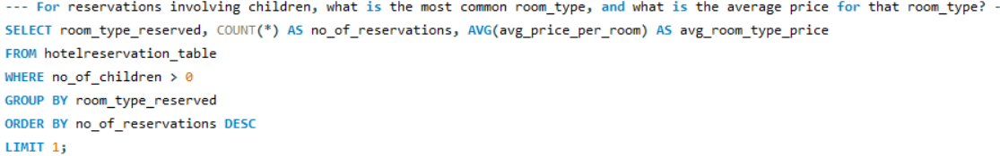 --- For reservations involving children, what is the most common room_type, and what is the average price for that room_type? -
SELECT room_type_reserved, COUNT(*) AS no_of_reservations, AVG(avg_price_per_room) AS avg_room_type_price
FROM hotelreservation_table
WHERE no_of_children > 0
GROUP BY room_type_reserved
ORDER BY no_of_reservations DESC
LIMIT 1;